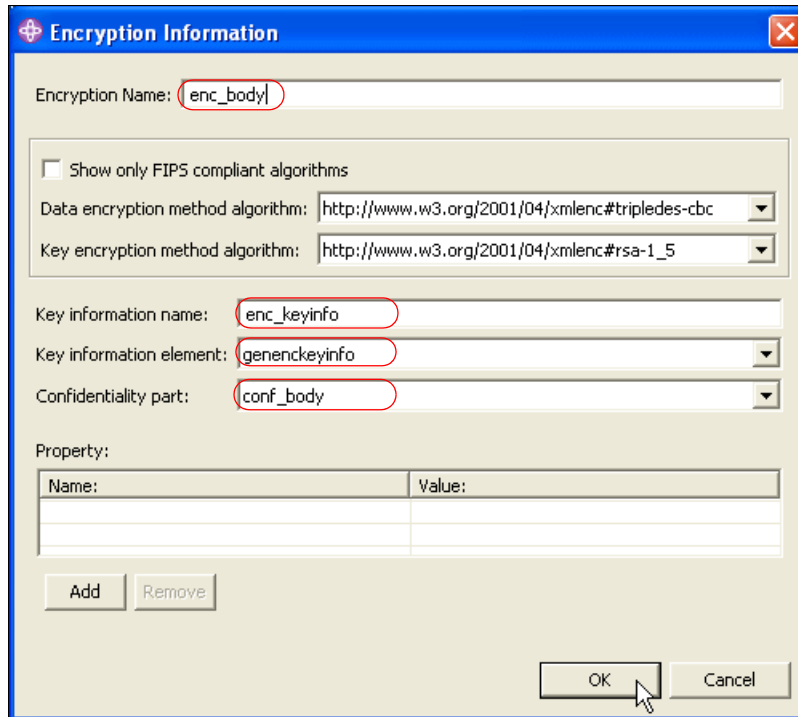 Encryption Information
Encryption Name: enc_body
Show only FIPS compliant algorithms
Data encryption method algorithm: http://www.w3.org/2001/04/xmlenc#tripledes-cbc
Key encryption method algorithm: http://www.w3.org/2001/04/xmlenc#rsa-1_5
Key information name: enc_keyinfo
Key information element: genenckeyinfo
Confidentiality part: conf_body
Property:
Name: Value:
Add Remove
OK Cancel